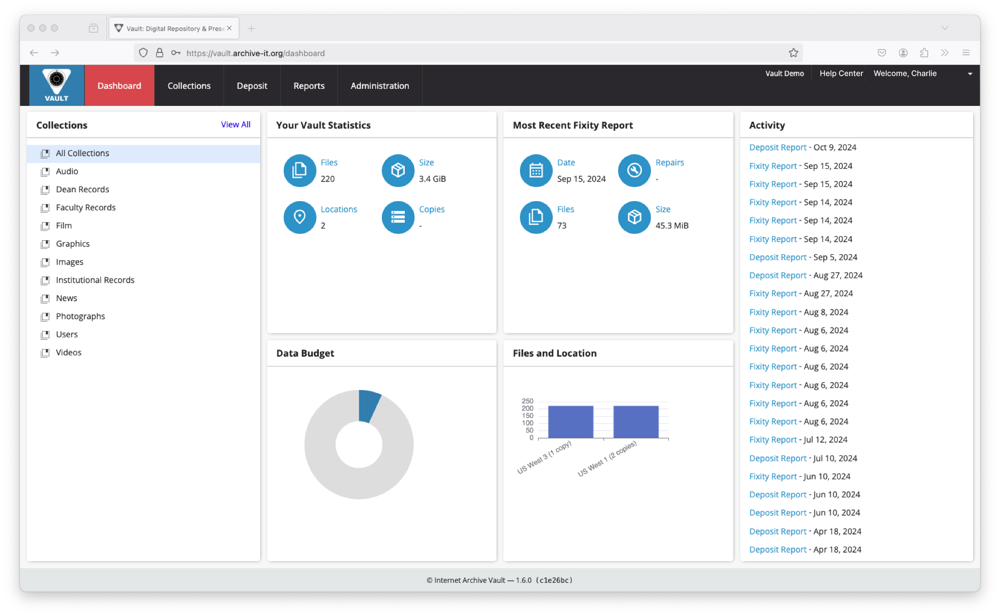 Vault: Digital Repository & Prese
https://vault.archive-it.org/dashboard
VAULT
Dashboard
Collections
Deposit
Reports
Administration
Vault Demo
Help Center
Welcome, Charlie
Collections
View All
All Collections
Audio
Dean Records
Faculty Records
Film
Graphics
Images
Institutional Records
News
Photographs
Users
Videos
Your Vault Statistics
Files
220
Size
3.4 GiB
Locations
2
Copies
-
Most Recent Fixity Report
Date
Sep 15, 2024
Repairs
-
Files
73
Size
45.3 MiB
Data Budget
Files and Location
250
200
150
100
50
0
US West 3 (1 copy)
US West 1 (2 copies)
Activity
Deposit Report - Oct 9, 2024
Fixity Report - Sep 15, 2024
Fixity Report - Sep 15, 2024
Fixity Report - Sep 14, 2024
Fixity Report - Sep 14, 2024
Fixity Report - Sep 14, 2024
Deposit Report - Sep 5, 2024
Deposit Report - Aug 27, 2024
Fixity Report - Aug 27, 2024
Fixity Report - Aug 8, 2024
Fixity Report - Aug 6, 2024
Fixity Report - Aug 6, 2024
Fixity Report - Aug 6, 2024
Fixity Report - Aug 6, 2024
Fixity Report - Aug 6, 2024
Fixity Report - Aug 6, 2024
Fixity Report - Jul 12, 2024
Deposit Report - Jul 10, 2024
Fixity Report - Jun 10, 2024
Deposit Report - Jun 10, 2024
Deposit Report - Jun 10, 2024
Deposit Report - Apr 18, 2024
Deposit Report - Apr 18, 2024
© Internet Archive Vault — 1.6.0 (c1e26bc)